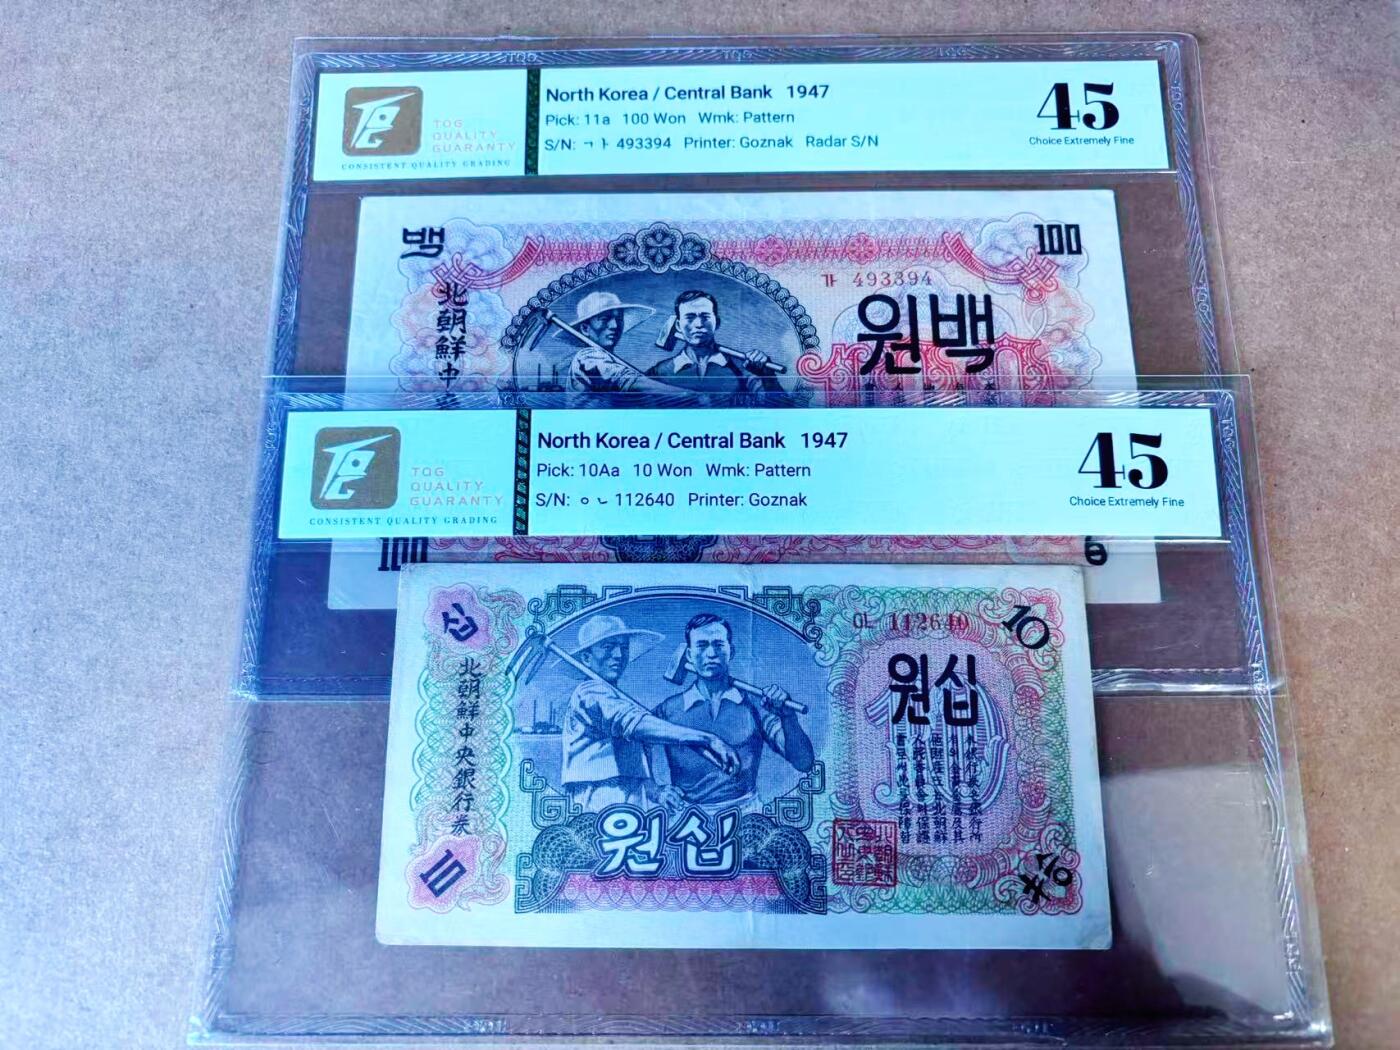 North Korea / Central Bank 1947
Pick: 11a 100 Won Wmk: Pattern
S/N: ㄱㅏ 493394 Printer: Goznak Radar S/N
45
Choice Extremely Fine
TQG
QUALITY
GUARANTY
CONSISTENT QUALITY GRADING
백
100
가 493394
원백
北朝鮮中
North Korea / Central Bank 1947
Pick: 10Aa 10 Won Wmk: Pattern
S/N: ㅇㄴ 112640 Printer: Goznak
45
Choice Extremely Fine
TQG
QUALITY
GUARANTY
CONSISTENT QUALITY GRADING
100
십
ㅇㄴ 112640
10
원십
北朝鮮中央銀行券
10
원십
10